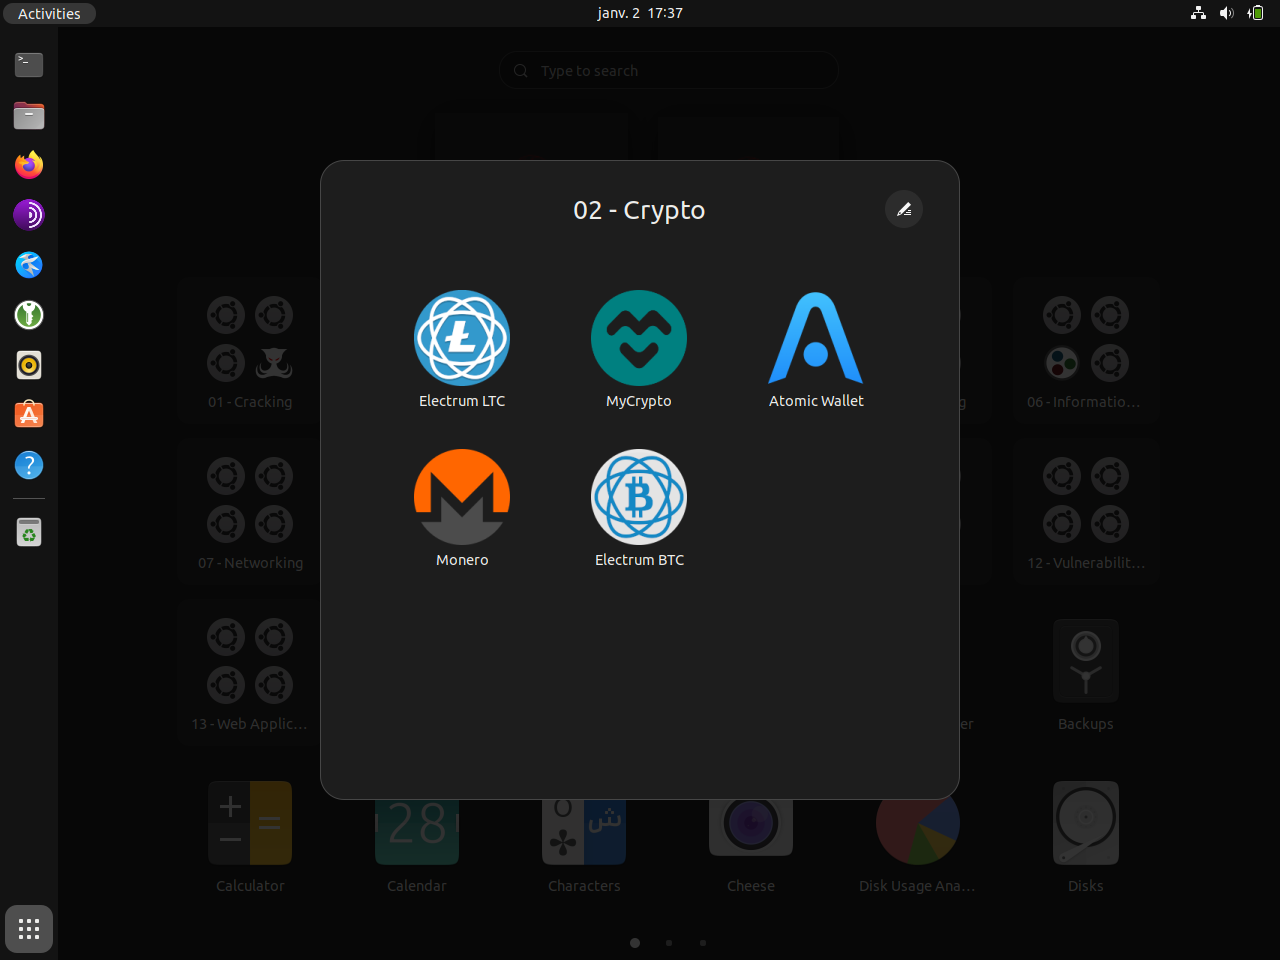 Activities
janv. 2 17:37
Type to search
02 - Crypto
Electrum LTC
MyCrypto
Atomic Wallet
Monero
Electrum BTC
01 - Cracking
g
06 - Informatio...
07 - Networking
12 - Vulnerabilit...
13 - Web Applic...
er
Backups
28
ش
Calculator
Calendar
Characters
Cheese
Disk Usage Ana...
Disks